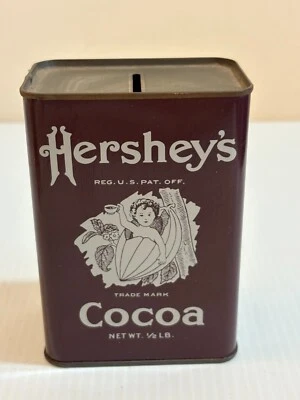 Hershey's
REG. U.S. PAT. OFF.
TRADE MARK
Cocoa
NET WT. ½ LB.